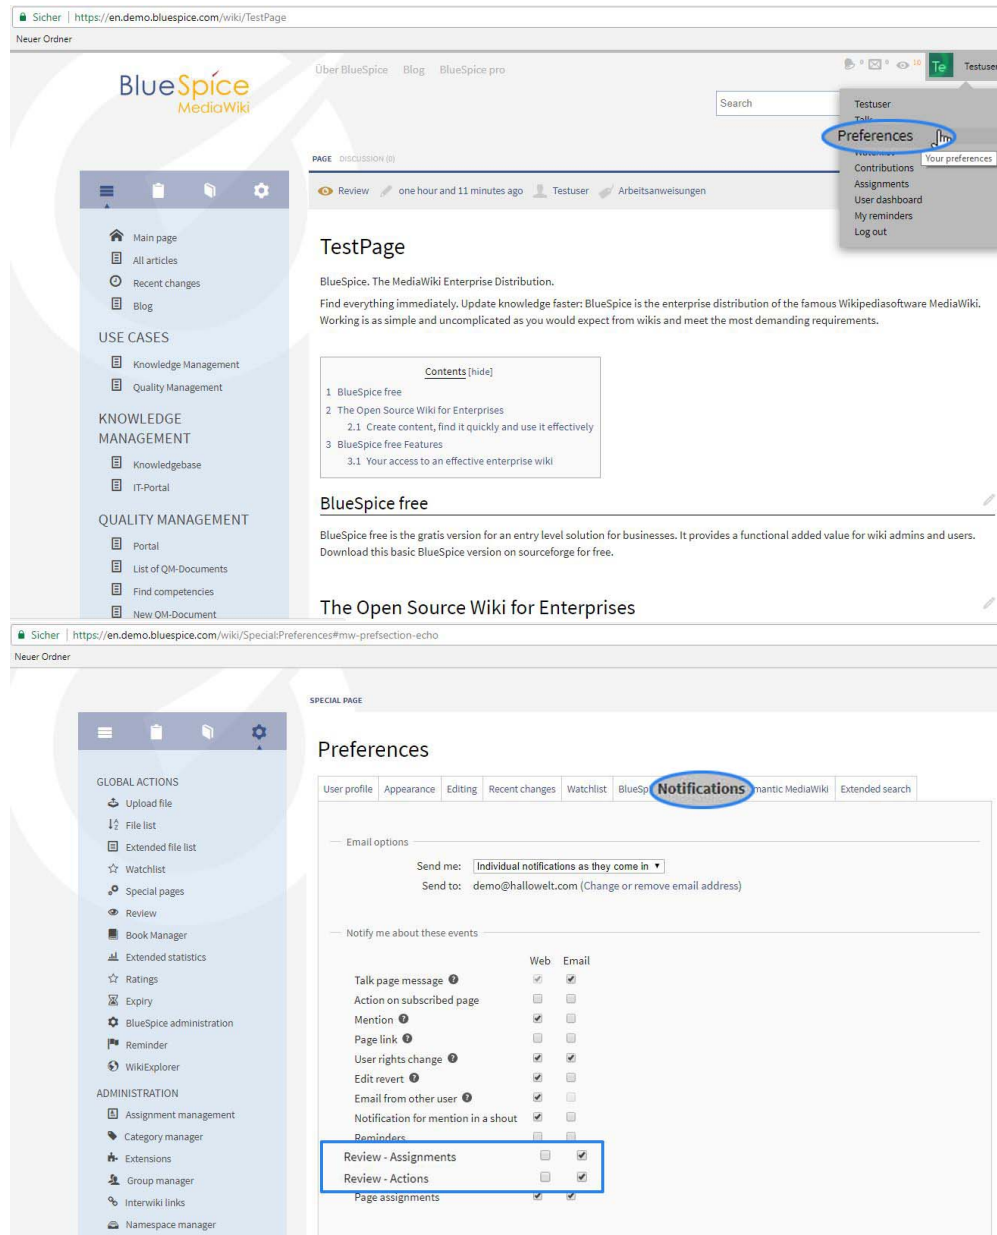 Sicher | https://en.demo.bluespice.com/wiki/TestPage
Neuer Ordner
BlueSpice
MediaWiki
Über BlueSpice Blog BlueSpice pro
10 Te Testuser
Search
Testuser
Talk
Preferences
Your preferences
Contributions
Assignments
User dashboard
My reminders
Log out
PAGE DISCUSSION (0)
Review one hour and 11 minutes ago Testuser Arbeitsanweisungen
Main page
All articles
Recent changes
Blog
USE CASES
Knowledge Management
Quality Management
KNOWLEDGE
MANAGEMENT
Knowledgebase
IT-Portal
QUALITY MANAGEMENT
Portal
List of QM-Documents
Find competencies
New QM-Document
TestPage
BlueSpice. The MediaWiki Enterprise Distribution.
Find everything immediately. Update knowledge faster: BlueSpice is the enterprise distribution of the famous Wikipediasoftware MediaWiki.
Working is as simple and uncomplicated as you would expect from wikis and meet the most demanding requirements.
Contents [hide]
1 BlueSpice free
2 The Open Source Wiki for Enterprises
2.1 Create content, find it quickly and use it effectively
3 BlueSpice free Features
3.1 Your access to an effective enterprise wiki
BlueSpice free
BlueSpice free is the gratis version for an entry level solution for businesses. It provides a functional added value for wiki admins and users.
Download this basic BlueSpice version on sourceforge for free.
The Open Source Wiki for Enterprises
Sicher | https://en.demo.bluespice.com/wiki/Special:Preferences#mw-prefsection-echo
Neuer Ordner
SPECIAL PAGE
GLOBAL ACTIONS
Upload file
File list
Extended file list
Watchlist
Special pages
Review
Book Manager
Extended statistics
Ratings
Expiry
BlueSpice administration
Reminder
WikiExplorer
ADMINISTRATION
Assignment management
Category manager
Extensions
Group manager
Interwiki links
Namespace manager
Preferences
User profile Appearance Editing Recent changes Watchlist BlueSp Notifications mantic MediaWiki Extended search
Email options
Send me: Individual notifications as they come in
Send to: demo@hallowelt.com (Change or remove email address)
Notify me about these events
Web Email
Talk page message
Action on subscribed page
Mention
Page link
User rights change
Edit revert
Email from other user
Notification for mention in a shout
Reminders
Review - Assignments
Review - Actions
Page assignments